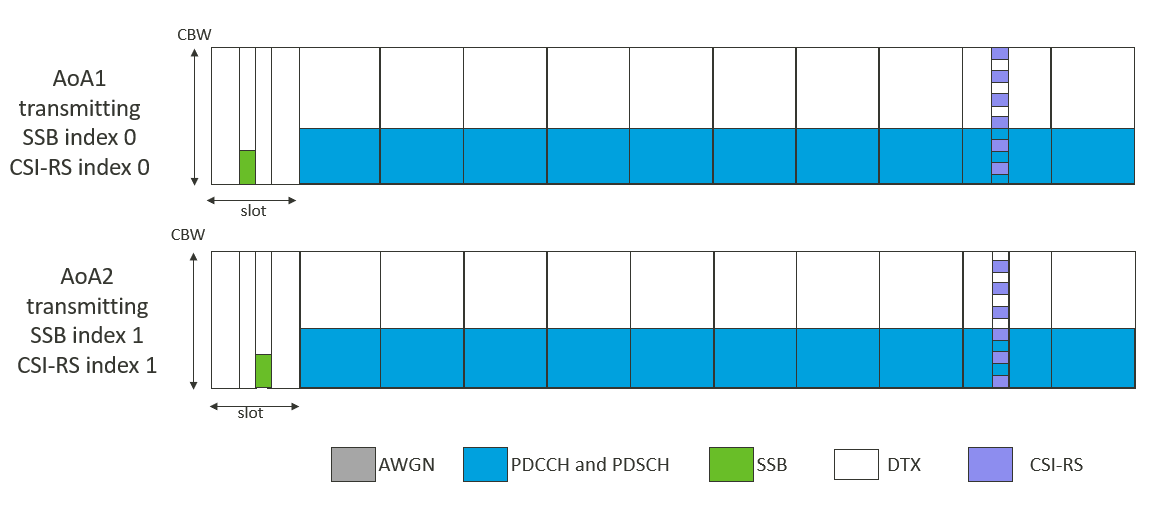 CBW
AoA1
transmitting
SSB index 0
CSI-RS index 0
slot
CBW
AoA2
transmitting
SSB index 1
CSI-RS index 1
slot
AWGN
PDCCH and PDSCH
SSB
DTX
CSI-RS